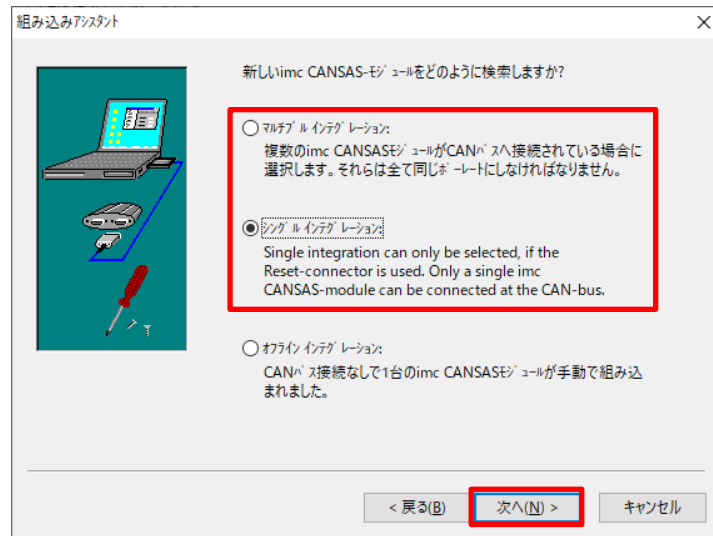 組み込みｱｼｽﾀﾝﾄ
新しいimc CANSAS-ﾓｼﾞｭｰﾙをどのように検索しますか?
ﾏﾙﾁﾌﾟﾙ ｲﾝﾃｸﾞﾚｰｼｮﾝ:
複数のimc CANSASﾓｼﾞｭｰﾙがCANﾊﾞｽへ接続されている場合に
選択します。それらは全て同じﾎﾞｰﾚｰﾄにしなければなりません。
ｼﾝｸﾞﾙ ｲﾝﾃｸﾞﾚｰｼｮﾝ:
Single integration can only be selected, if the
Reset-connector is used. Only a single imc
CANSAS-module can be connected at the CAN-bus.
ｵﾌﾗｲﾝ ｲﾝﾃｸﾞﾚｰｼｮﾝ:
CANﾊﾞｽ接続なしで1台のimc CANSASﾓｼﾞｭｰﾙが手動で組み込
まれました。
< 戻る(B) 次へ(N) > キャンセル